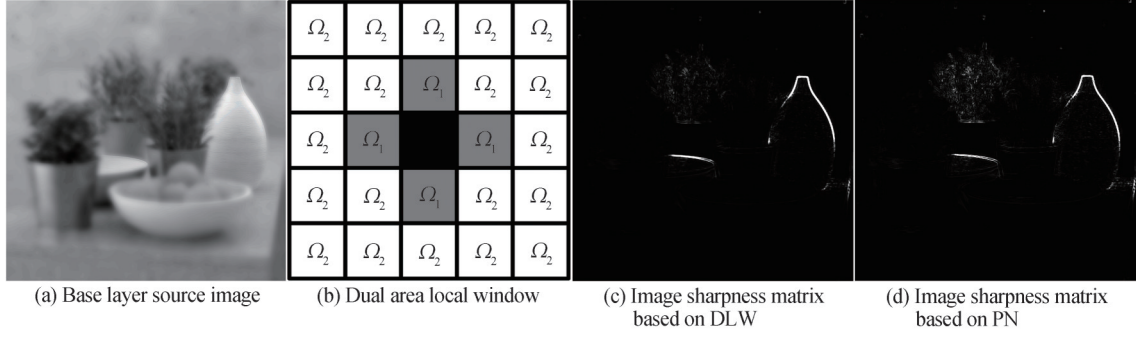 Ω2 Ω2 Ω2 Ω2 Ω2
Ω2 Ω2 Ω1 Ω2 Ω2
Ω2 Ω1 Ω1 Ω2
Ω2 Ω2 Ω1 Ω2 Ω2
Ω2 Ω2 Ω2 Ω2 Ω2
(a) Base layer source image
(b) Dual area local window
(c) Image sharpness matrix
based on DLW
(d) Image sharpness matrix
based on PN